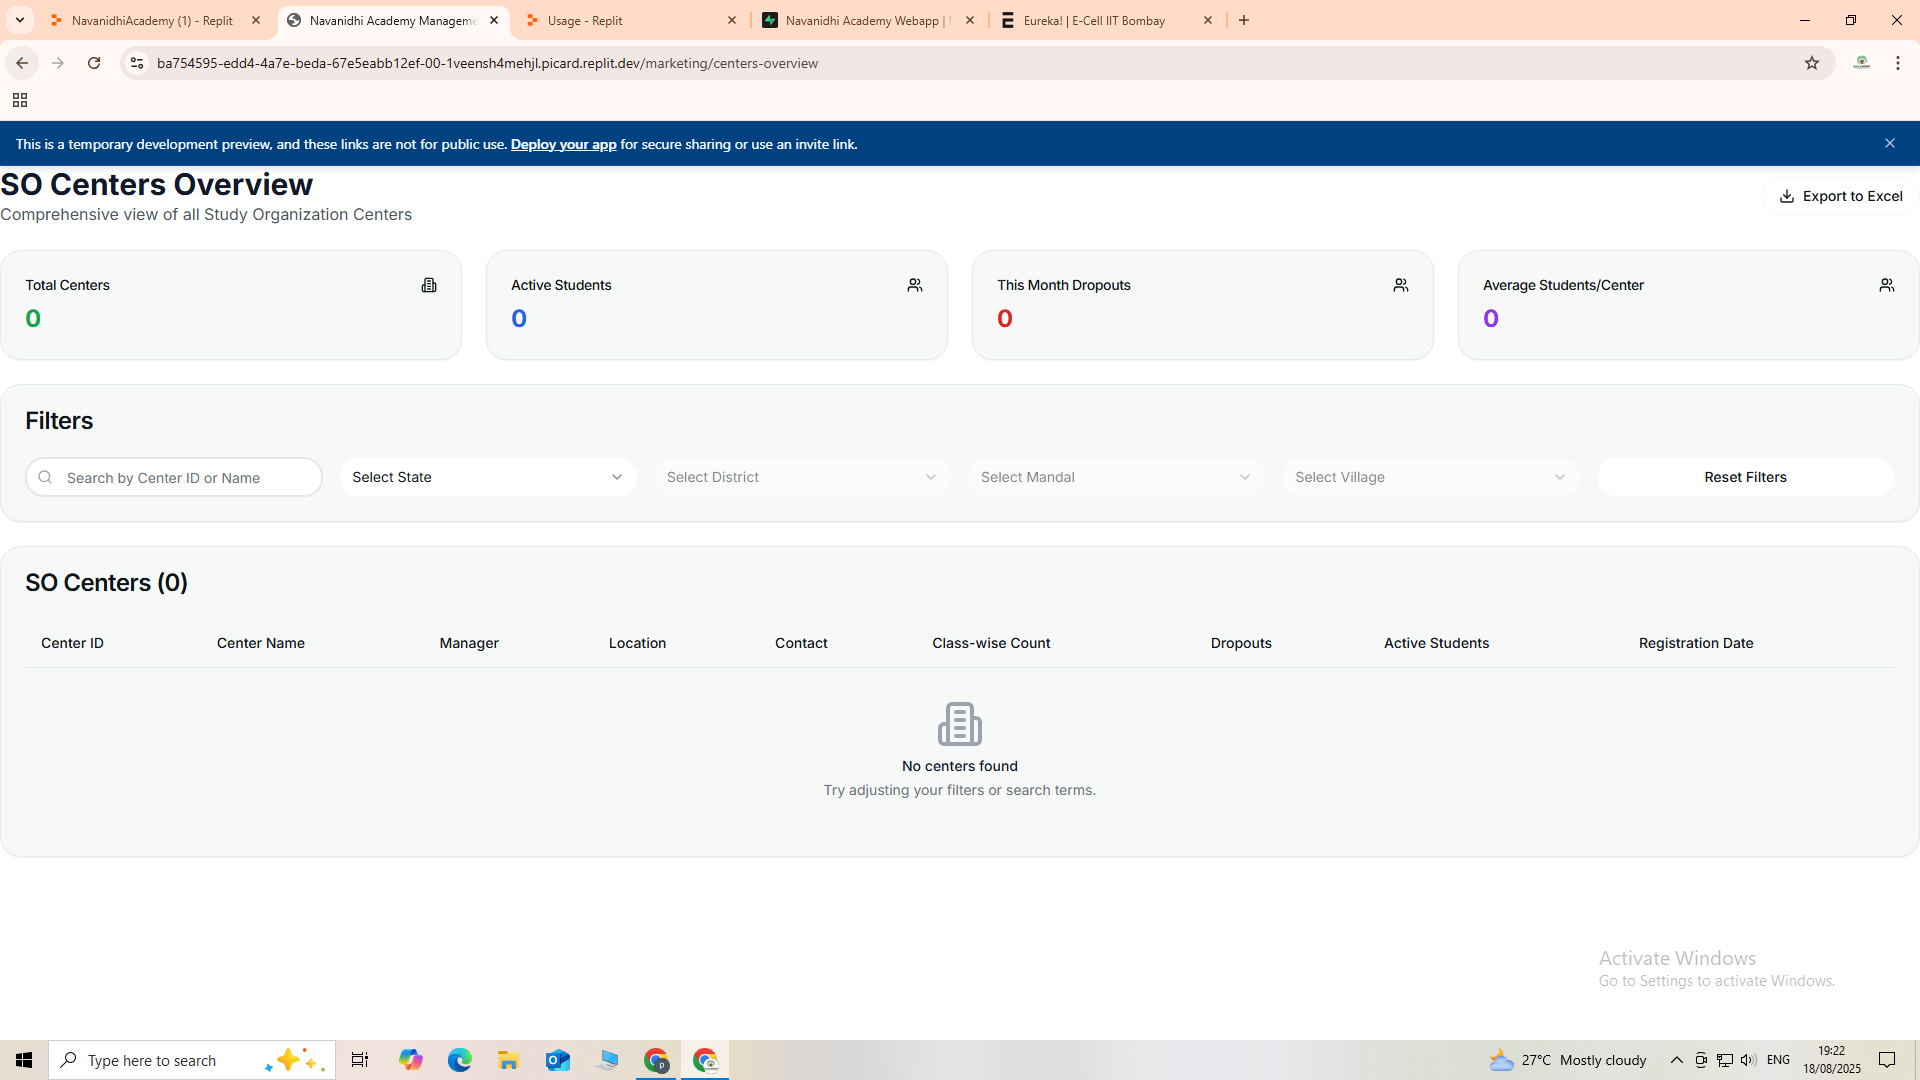 NavanidhiAcademy (1) - Replit
Navanidhi Academy Manageme
Usage - Replit
Navanidhi Academy Webapp |
Eureka! | E-Cell IIT Bombay
ba754595-edd4-4a7e-beda-67e5eabb12ef-00-1veensh4mehjl.picard.replit.dev/marketing/centers-overview
This is a temporary development preview, and these links are not for public use. Deploy your app for secure sharing or use an invite link.
SO Centers Overview
Comprehensive view of all Study Organization Centers
Export to Excel
Total Centers
0
Active Students
0
This Month Dropouts
0
Average Students/Center
0
Filters
Search by Center ID or Name
Select State
Select District
Select Mandal
Select Village
Reset Filters
SO Centers (0)
Center ID
Center Name
Manager
Location
Contact
Class-wise Count
Dropouts
Active Students
Registration Date
No centers found
Try adjusting your filters or search terms.
Activate Windows
Go to Settings to activate Windows.
Type here to search
27°C Mostly cloudy
ENG
19:22
18/08/2025